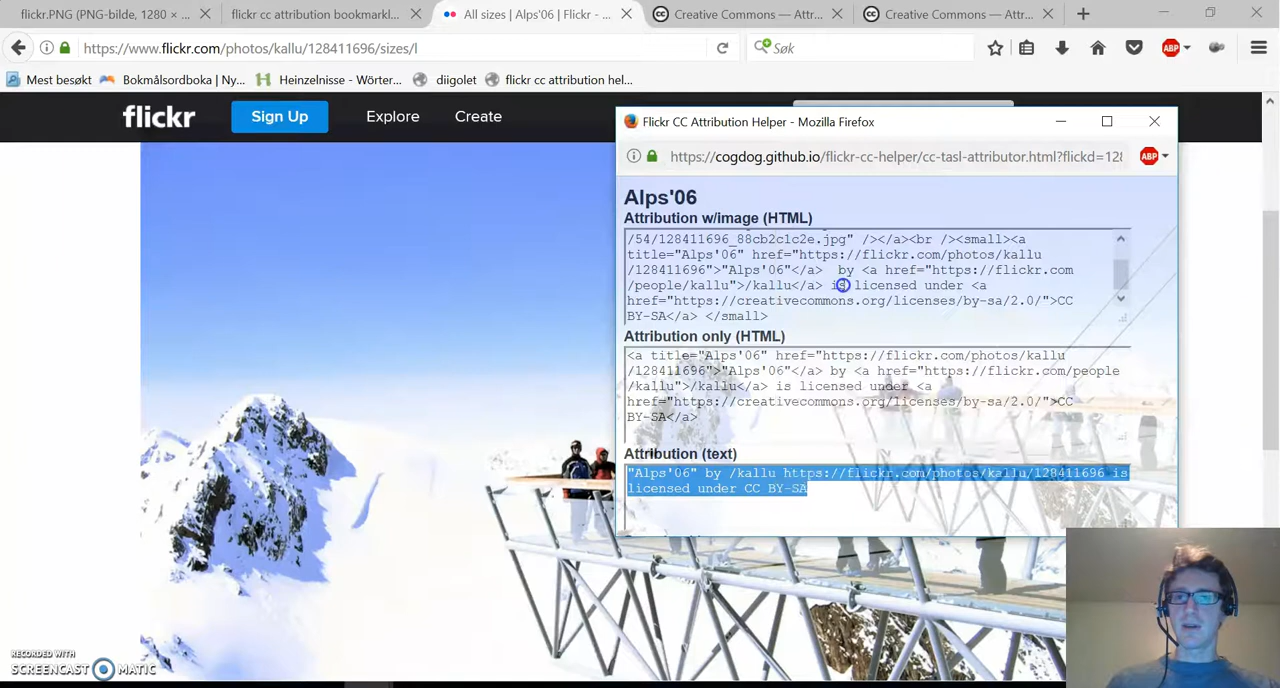 flickr.PNG (PNG-bilde, 1280 × ...
flickr cc attribution bookmarkl...
All sizes | Alps'06 | Flickr - ...
Creative Commons — Attr...
Creative Commons — Attr...
https://www.flickr.com/photos/kallu/128411696/sizes/l
Søk
ABP
Mest besøkt
Bokmålsordboka | Ny...
Heinzelnisse - Wörter...
diigolet
flickr cc attribution hel...
flickr
Sign Up
Explore
Create
Flickr CC Attribution Helper - Mozilla Firefox
https://cogdog.github.io/flickr-cc-helper/cc-tasl-attributor.html?flickd=128
ABP
Alps'06
Attribution w/image (HTML)
/54/128411696_88cb2c1c2e.jpg" /></a><br /><small><a
title="Alps'06" href="https://flickr.com/photos/kallu
/128411696">"Alps'06"</a>  by <a href="https://flickr.com
/people/kallu">/kallu</a> is licensed under <a
href="https://creativecommons.org/licenses/by-sa/2.0/">CC
BY-SA</a> </small>
Attribution only (HTML)
<a title="Alps'06" href="https://flickr.com/photos/kallu
/128411696">"Alps'06"</a> by <a href="https://flickr.com/people
/kallu">/kallu</a> is licensed under <a
href="https://creativecommons.org/licenses/by-sa/2.0/">CC
BY-SA</a>
Attribution (text)
"Alps'06" by /kallu https://flickr.com/photos/kallu/128411696 is
licensed under CC BY-SA
RECORDED WITH
SCREENCAST MATIC